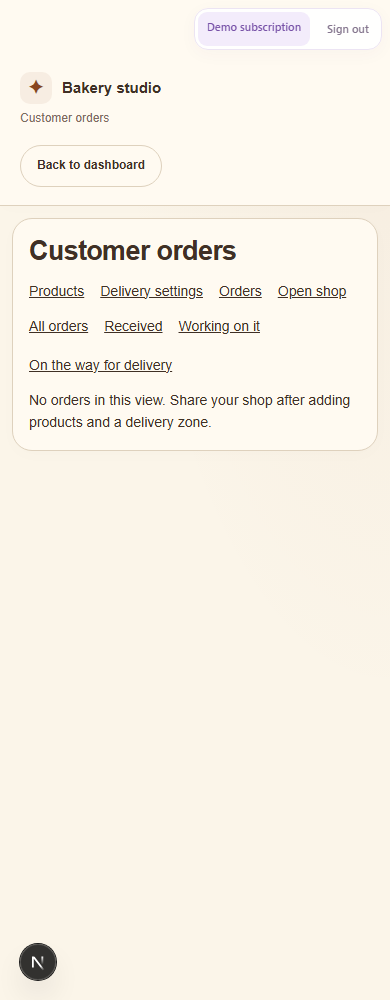 Demo subscription Sign out
Bakery studio
Customer orders
Back to dashboard
Customer orders
Products Delivery settings Orders Open shop
All orders Received Working on it
On the way for delivery
No orders in this view. Share your shop after adding
products and a delivery zone.
N